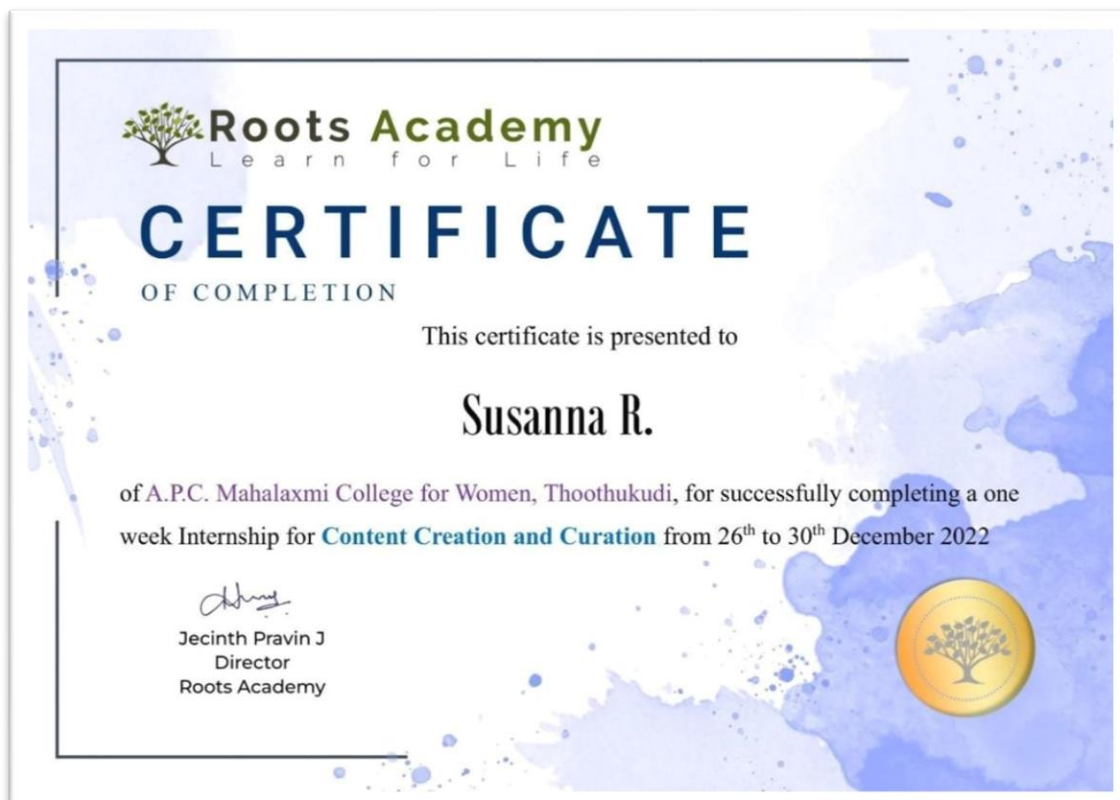 Roots Academy
Learn for Life
CERTIFICATE
OF COMPLETION
This certificate is presented to
Susanna R.
of A.P.C. Mahalaxmi College for Women, Thoothukudi, for successfully completing a one
week Internship for Content Creation and Curation from 26th to 30th December 2022
Jecinth Pravin J
Director
Roots Academy